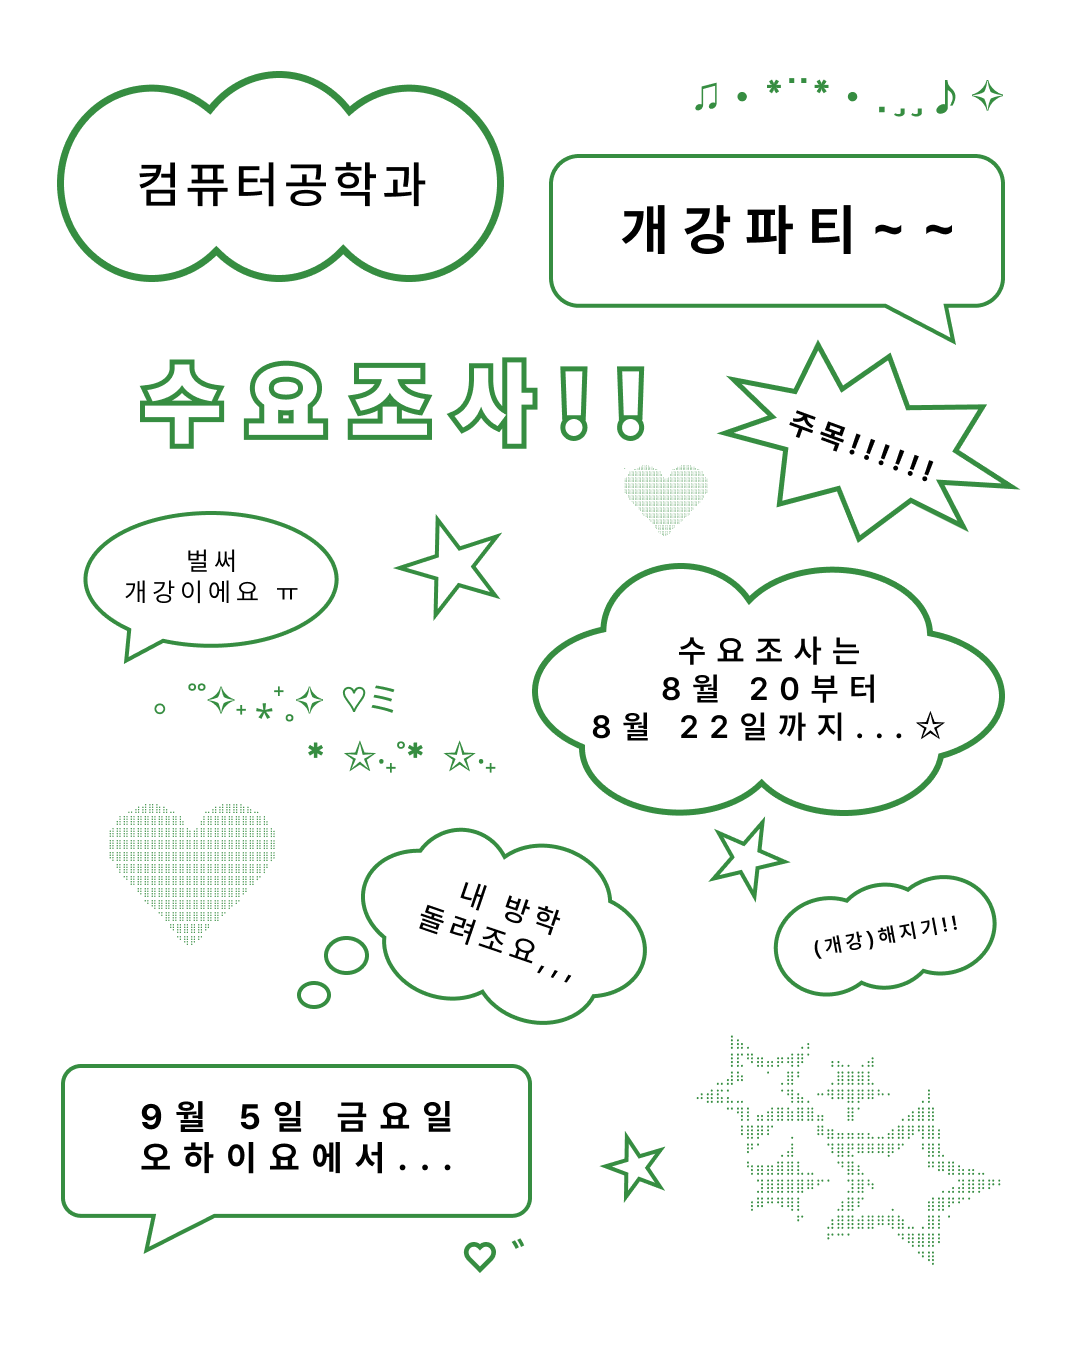 컴퓨터공학과
개강파티~~
수요조사!!
주목!!!!!!
벌써
개강이에요 ㅠ
수요조사는
8월 20부터
8월 22일까지...☆
내 방학
돌려조요,,,
(개강)해지기!!
9월 5일 금요일
오하이요에서...